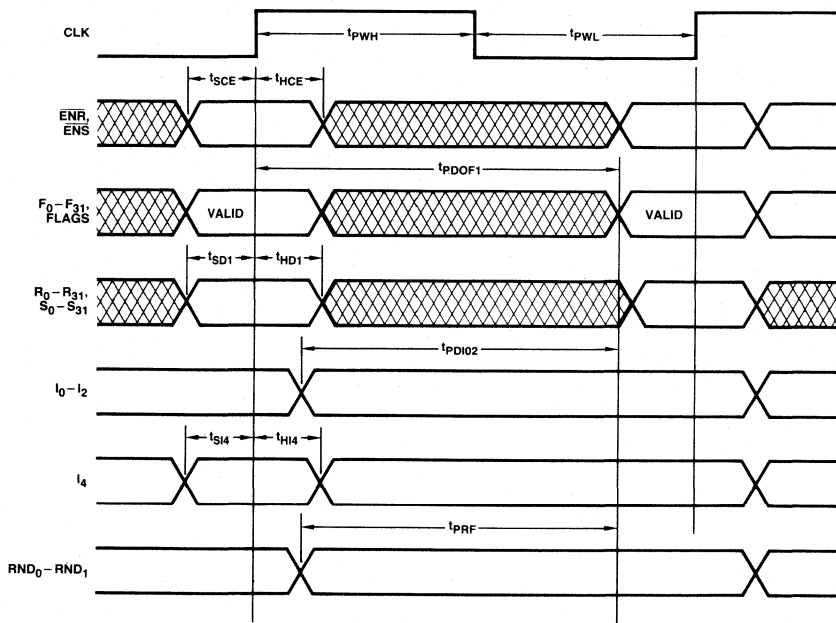 CLK
tPWH
tPWL
tSCE
tHCE
ENR,
ENS
tPDOF1
F0–F31,
FLAGS
VALID
VALID
tSD1
tHD1
R0–R31,
S0–S31
tPDI02
I0–I2
tSI4
tHI4
I4
tPRF
RND0–RND1